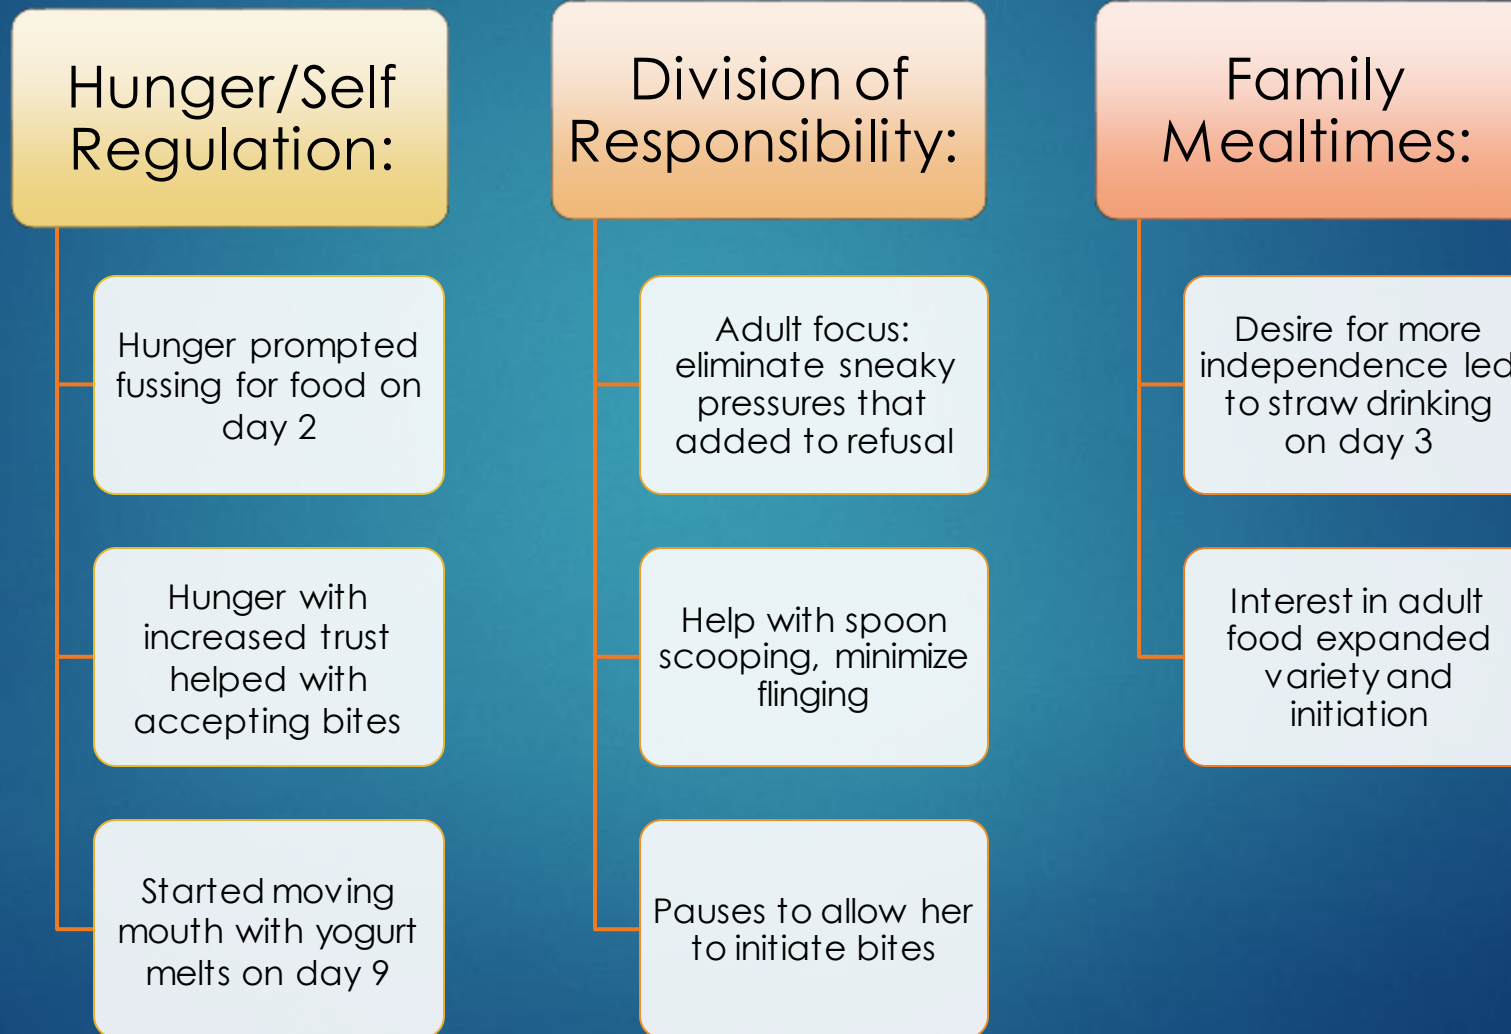 Hunger/Self
Regulation:
Hunger prompted
fussing for food on
day 2
Hunger with
increased trust
helped with
accepting bites
Started moving
mouth with yogurt
melts on day 9
Division of
Responsibility:
Adult focus:
eliminate sneaky
pressures that
added to refusal
Help with spoon
scooping, minimize
flinging
Pauses to allow her
to initiate bites
Family
Mealtimes:
Desire for more
independence led
to straw drinking
on day 3
Interest in adult
food expanded
variety and
initiation